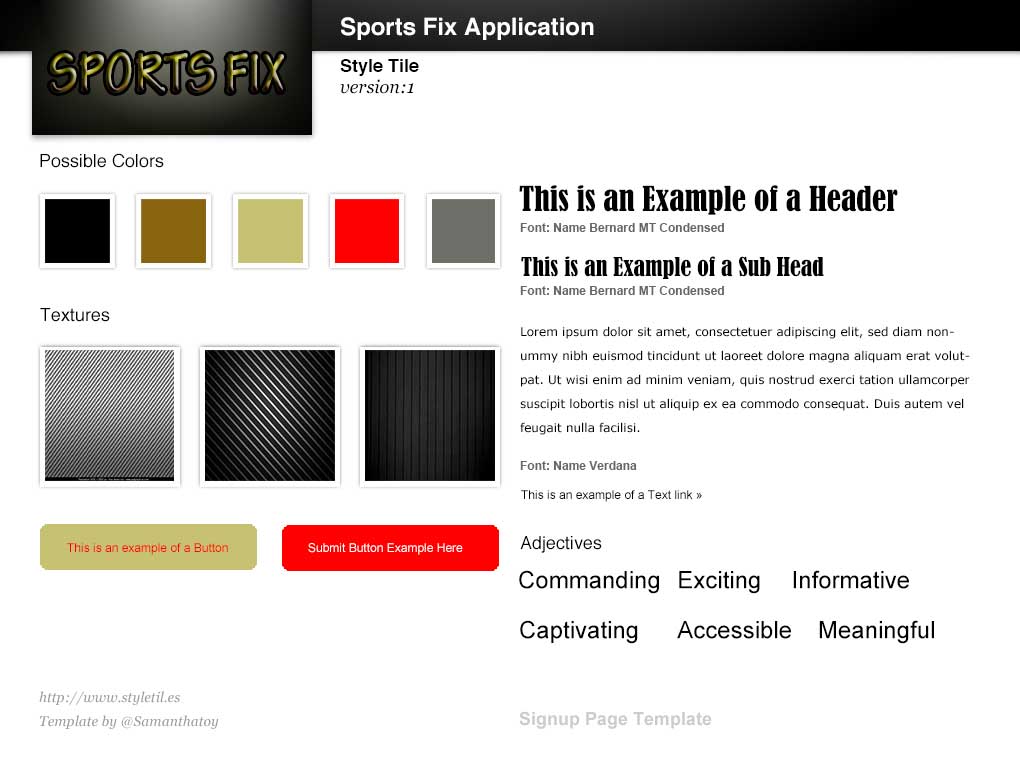 Sports Fix Application
SPORTS FIX
Style Tile
version:1
Possible Colors
This is an Example of a Header
Font: Name Bernard MT Condensed
This is an Example of a Sub Head
Font: Name Bernard MT Condensed
Textures
Lorem ipsum dolor sit amet, consectetuer adipiscing elit, sed diam non-
ummy nibh euismod tincidunt ut laoreet dolore magna aliquam erat volut-
pat. Ut wisi enim ad minim veniam, quis nostrud exerci tation ullamcorper
suscipit lobortis nisl ut aliquip ex ea commodo consequat. Duis autem vel
feugait nulla facilisi.
Font: Name Verdana
This is an example of a Text link »
This is an example of a Button
Submit Button Example Here
Adjectives
Commanding Exciting Informative
Captivating Accessible Meaningful
http://www.styletil.es
Template by @Samanthatoy
Signup Page Template